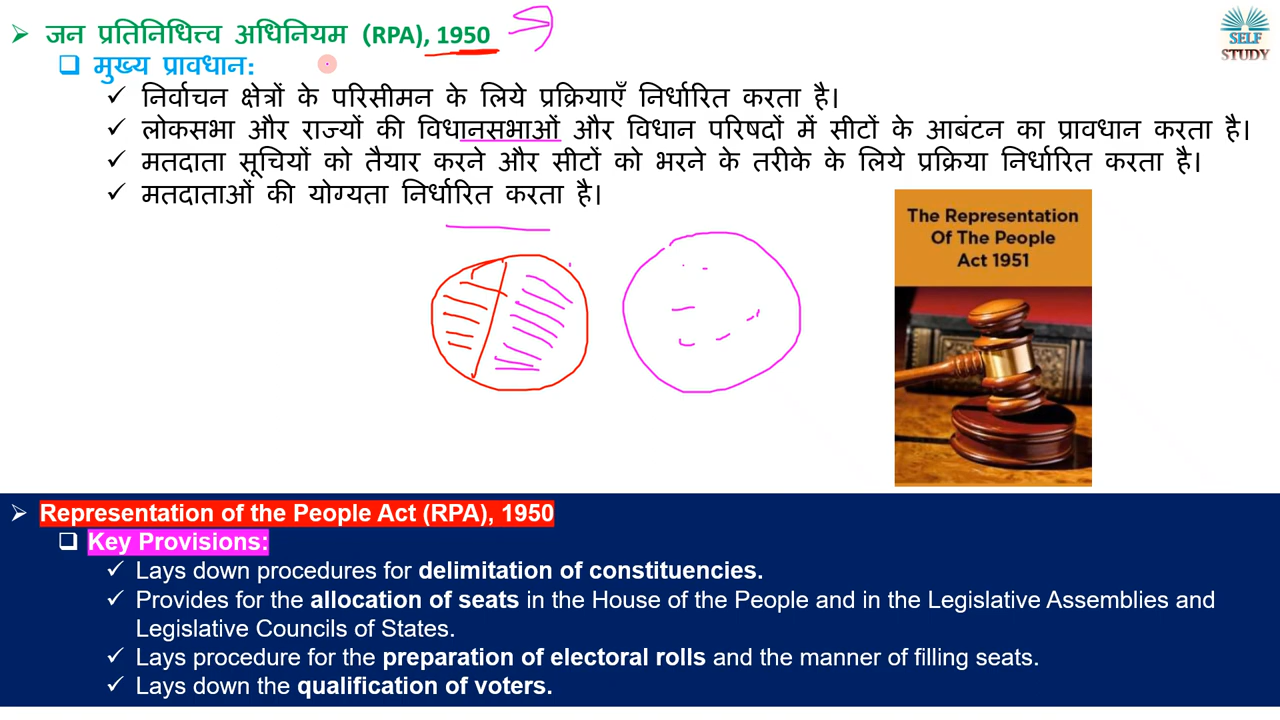 ➢ जन प्रतिनिधित्त्व अधिनियम (RPA), 1950
SELF
STUDY
❑ मुख्य प्रावधान:
✓ निर्वाचन क्षेत्रों के परिसीमन के लिये प्रक्रियाएँ निर्धारित करता है।
✓ लोकसभा और राज्यों की विधानसभाओं और विधान परिषदों में सीटों के आबंटन का प्रावधान करता है।
✓ मतदाता सूचियों को तैयार करने और सीटों को भरने के तरीके के लिये प्रक्रिया निर्धारित करता है।
✓ मतदाताओं की योग्यता निर्धारित करता है।
The Representation
Of The People
Act 1951
➢ Representation of the People Act (RPA), 1950
❑ Key Provisions:
✓ Lays down procedures for delimitation of constituencies.
✓ Provides for the allocation of seats in the House of the People and in the Legislative Assemblies and
Legislative Councils of States.
✓ Lays procedure for the preparation of electoral rolls and the manner of filling seats.
✓ Lays down the qualification of voters.